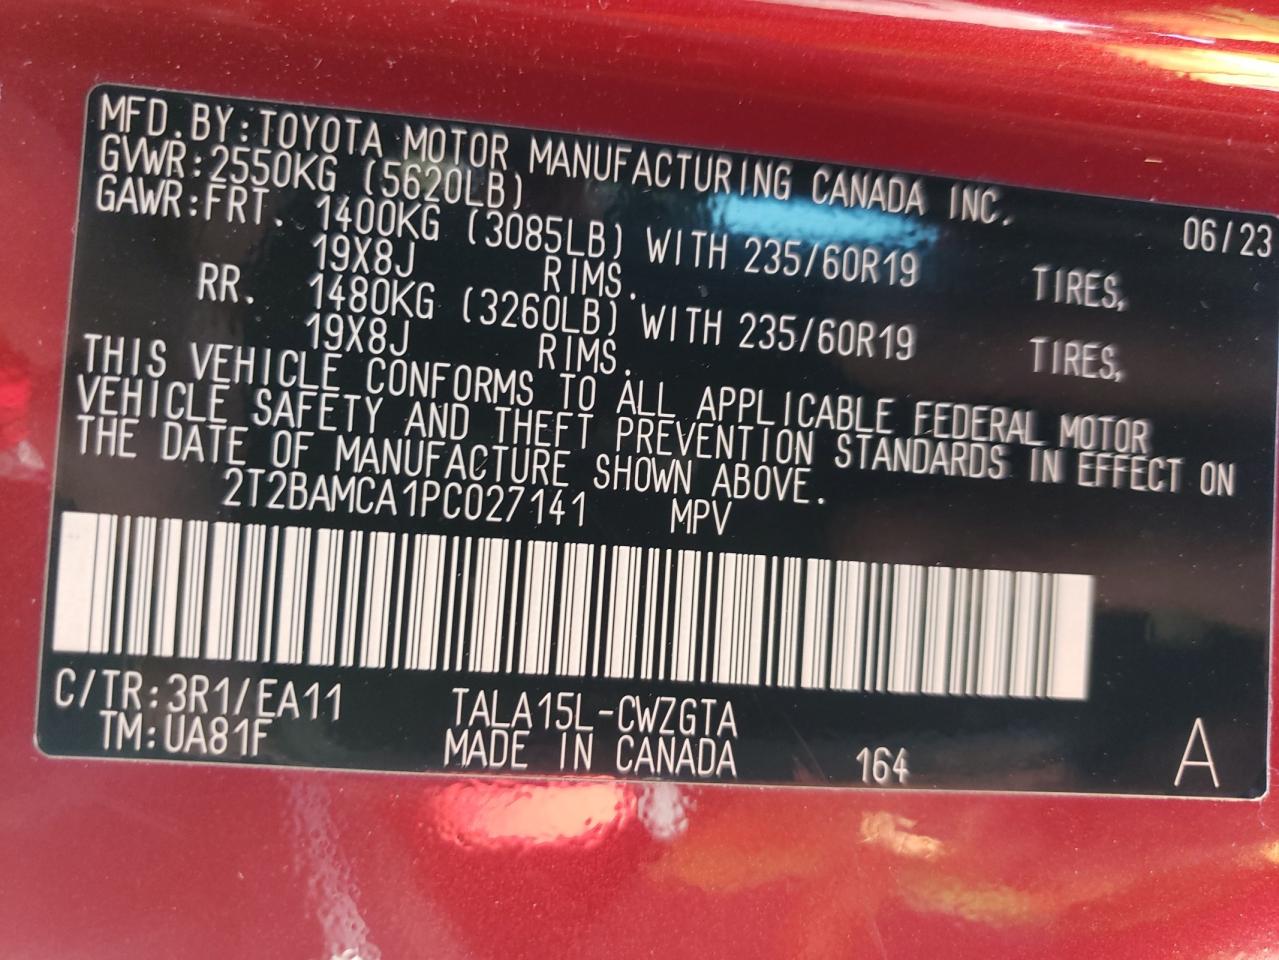 MFD.BY:TOYOTA MOTOR MANUFACTURING CANADA INC. 06/23
GVWR:2550KG (5620LB)
GAWR:FRT. 1400KG (3085LB) WITH 235/60R19 TIRES,
19X8J RIMS.
RR. 1480KG (3260LB) WITH 235/60R19 TIRES,
19X8J RIMS.
THIS VEHICLE CONFORMS TO ALL APPLICABLE FEDERAL MOTOR
VEHICLE SAFETY AND THEFT PREVENTION STANDARDS IN EFFECT ON
THE DATE OF MANUFACTURE SHOWN ABOVE.
2T2BAMCA1PC027141 MPV
C/TR:3R1/EA11 TALA15L-CWZGTA
TM:UA81F MADE IN CANADA 164 A